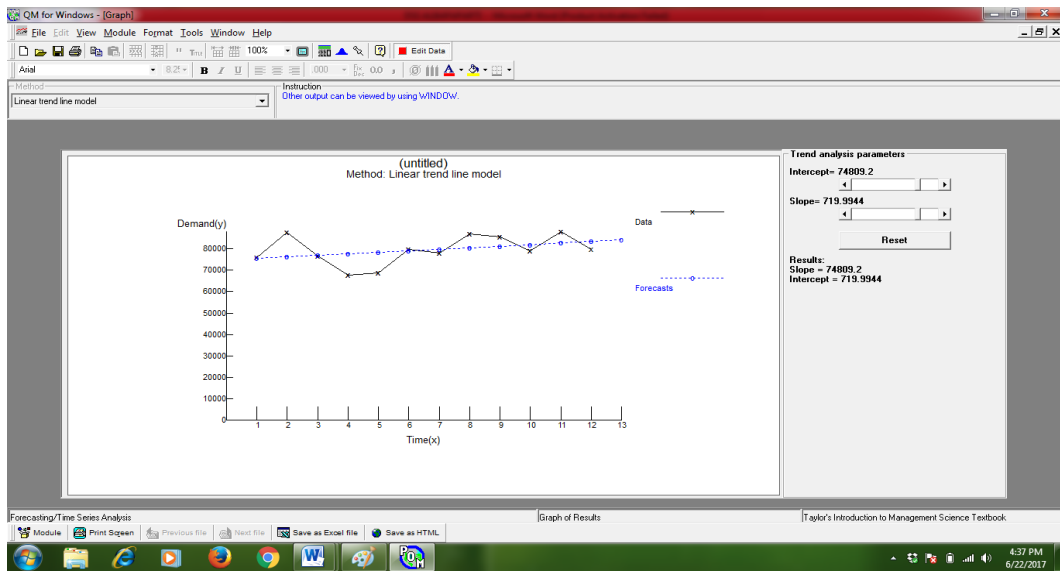 QM for Windows - [Graph]
File Edit View Module Format Tools Window Help
100% Edit Data
Arial 8.2! B I U .000 0.0 ,
Method
Linear trend line model
Instruction
Other output can be viewed by using WINDOW.
(untitled)
Method: Linear trend line model
Demand(y)
80000
70000
60000
50000
40000
30000
20000
10000
0
1 2 3 4 5 6 7 8 9 10 11 12 13
Time(x)
Data
Forecasts
Trend analysis parameters
Intercept= 74809.2
Slope= 719.9944
Reset
Results:
Slope = 74809.2
Intercept = 719.9944
Forecasting/Time Series Analysis
Graph of Results
Taylor's Introduction to Management Science Textbook
Module Print Screen Previous file Next file Save as Excel file Save as HTML
4:37 PM
6/22/2017